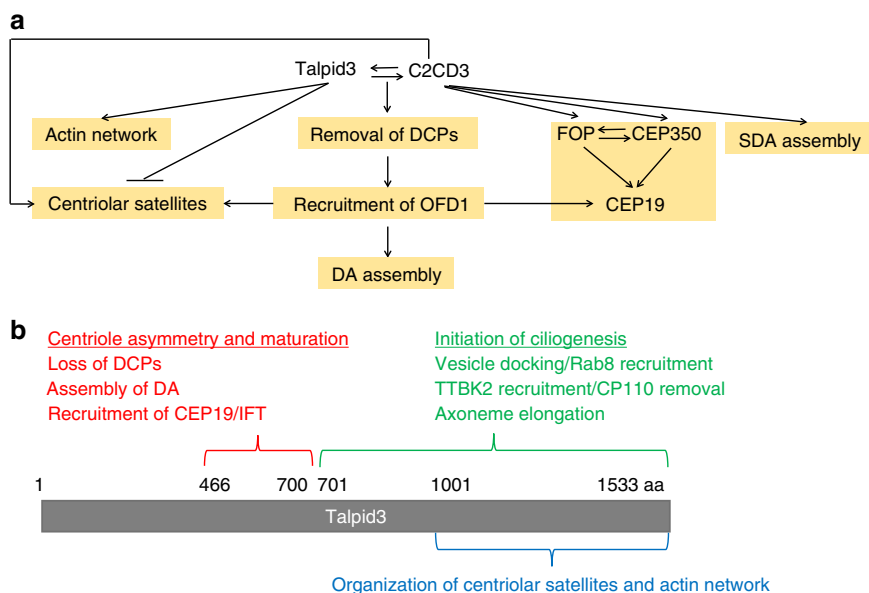 a
Talpid3 C2CD3
Actin network
Removal of DCPs
FOP CEP350
SDA assembly
Centriolar satellites
Recruitment of OFD1
CEP19
DA assembly
b
Centriole asymmetry and maturation
Loss of DCPs
Assembly of DA
Recruitment of CEP19/IFT
Initiation of ciliogenesis
Vesicle docking/Rab8 recruitment
TTBK2 recruitment/CP110 removal
Axoneme elongation
1 466 700 701 1001 1533 aa
Talpid3
Organization of centriolar satellites and actin network